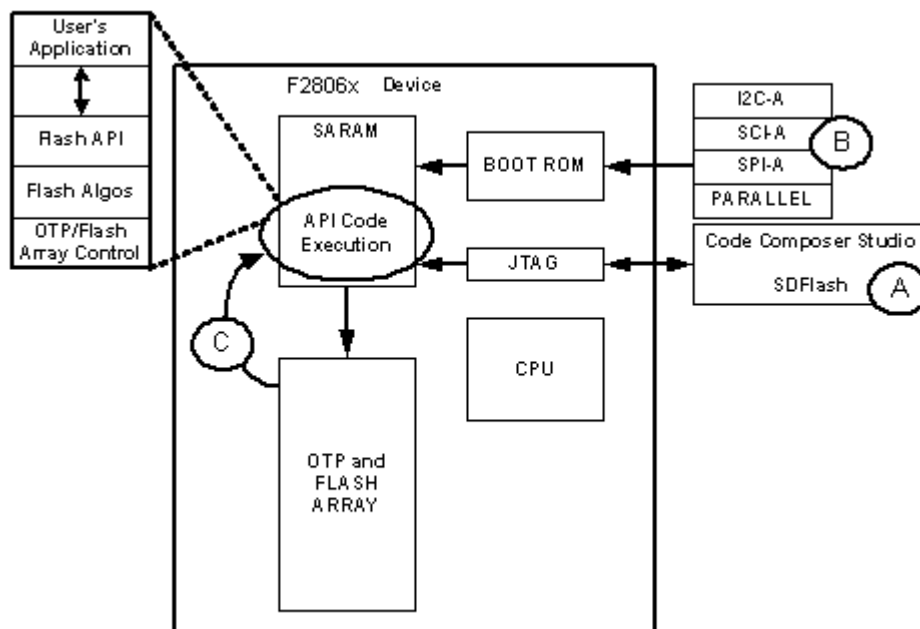 User's
Application
Flash API
Flash Algos
OTP/Flash
Array Control
F2806x Device
SARAM
API Code
Execution
BOOT ROM
JTAG
CPU
OTP and
FLASH
ARRAY
C
I2C-A
SCI-A
SPI-A
PARALLEL
B
Code Composer Studio
SDFlash
A